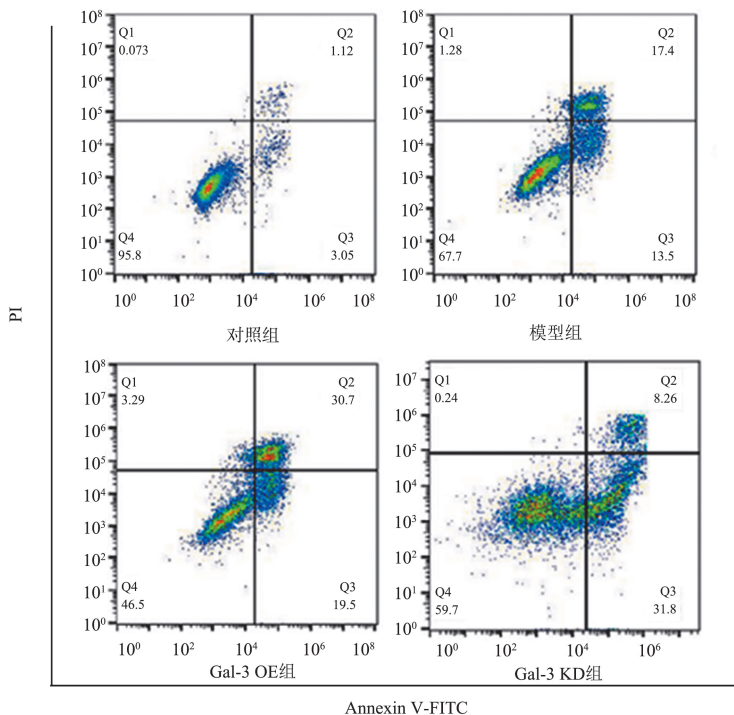 10⁸
10⁷
10⁶
10⁵
10⁴
10³
10²
10¹
10⁰
Q1
0.073
Q2
1.12
Q4
95.8
Q3
3.05
10⁰ 10² 10⁴ 10⁶ 10⁸
对照组
10⁸
10⁷
10⁶
10⁵
10⁴
10³
10²
10¹
10⁰
Q1
1.28
Q2
17.4
Q4
67.7
Q3
13.5
10⁰ 10² 10⁴ 10⁶ 10⁸
模型组
PI
10⁸
10⁷
10⁶
10⁵
10⁴
10³
10²
10¹
10⁰
Q1
3.29
Q2
30.7
Q4
46.5
Q3
19.5
10⁰ 10² 10⁴ 10⁶ 10⁸
Gal-3 OE组
10⁷
10⁶
10⁵
10⁴
10³
10²
10¹
10⁰
Q1
0.24
Q2
8.26
Q4
59.7
Q3
31.8
10⁰ 10² 10⁴ 10⁶
Gal-3 KD组
Annexin V-FITC